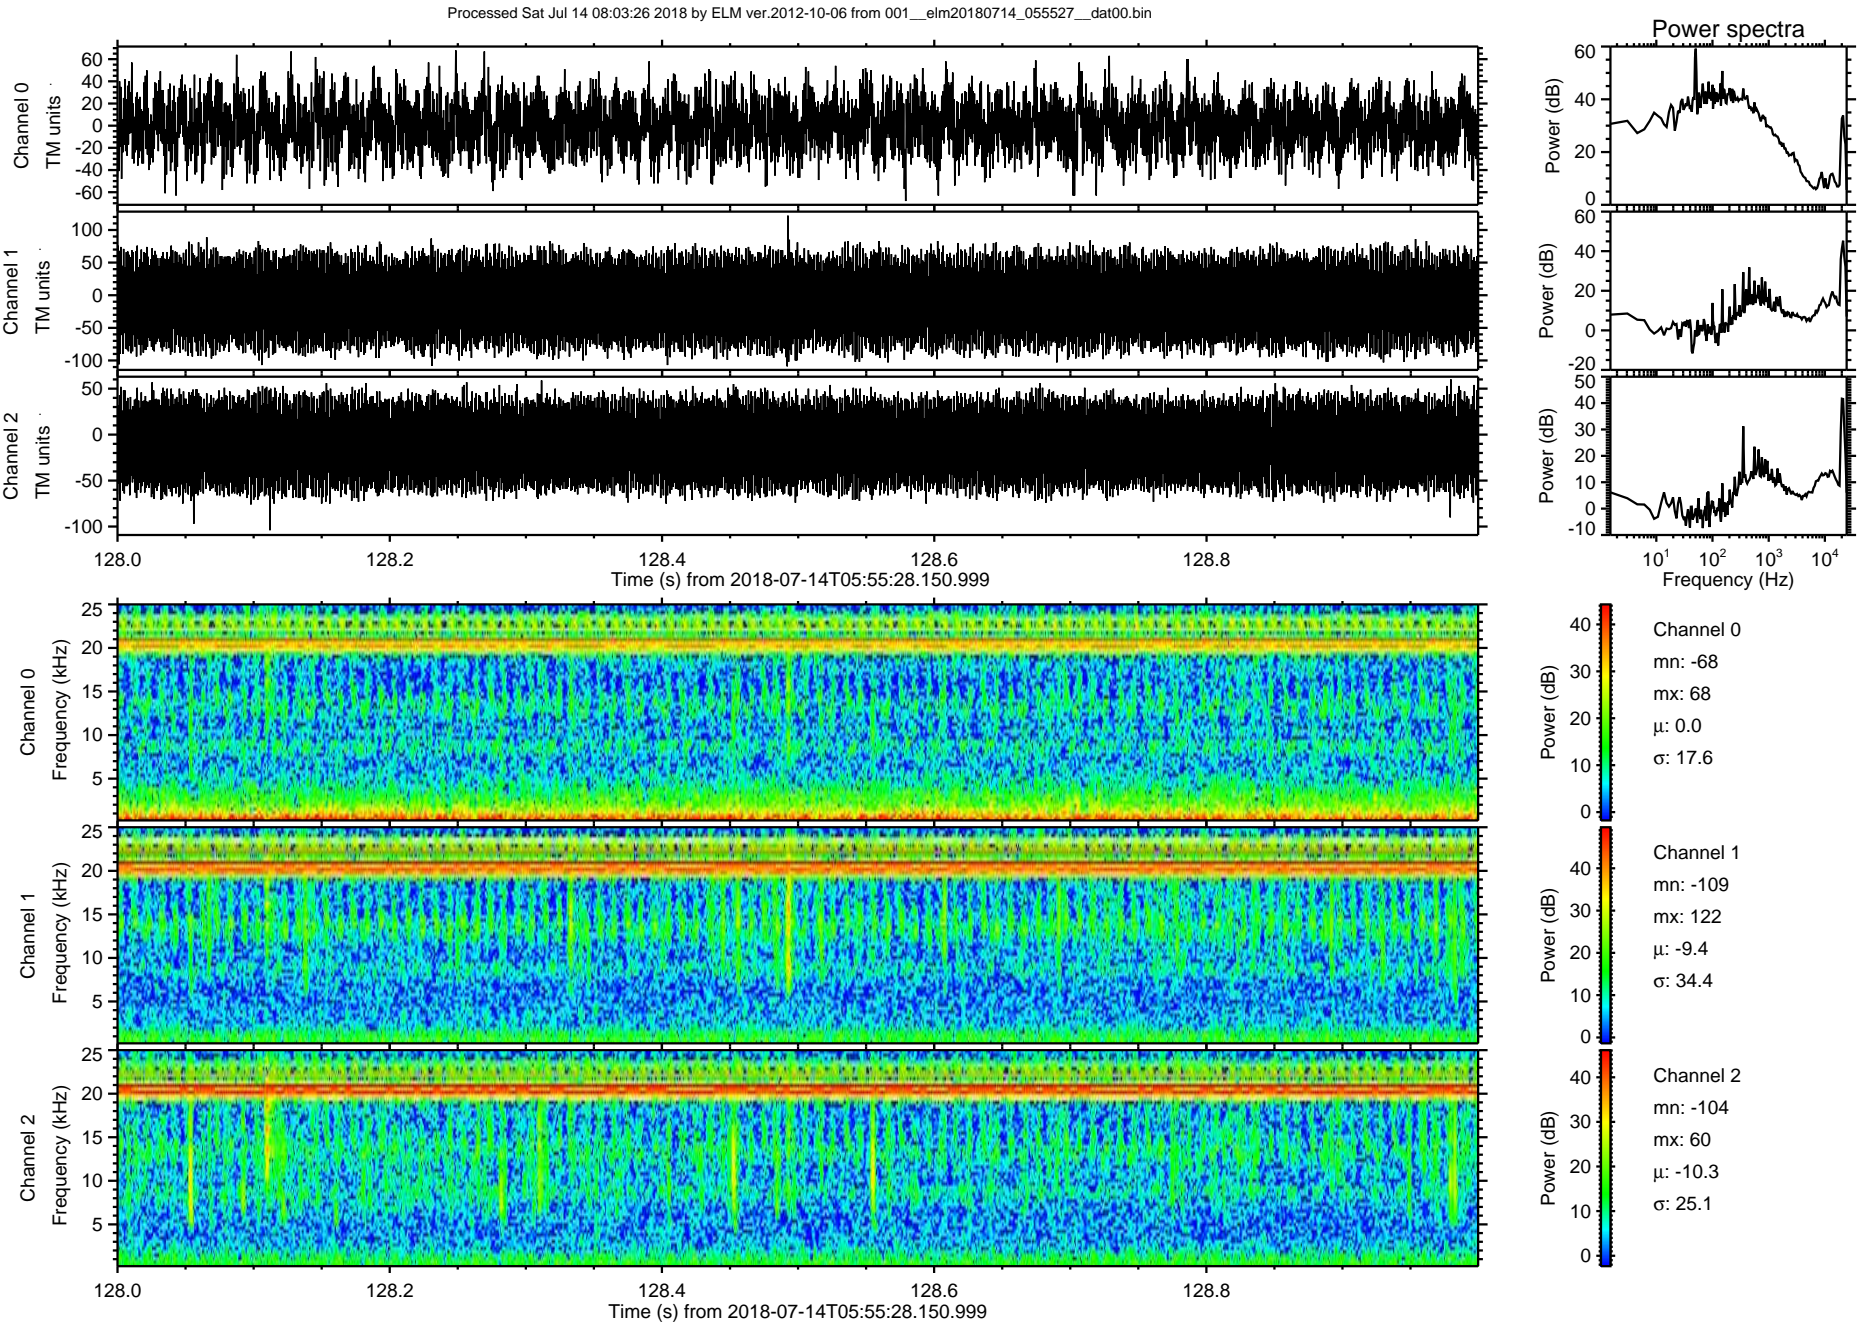 Processed Sat Jul 14 08:03:26 2018 by ELM ver.2012-10-06 from 001__elm20180714_055527__dat00.bin
Power spectra
Channel 0
TM units
60
40
20
0
-20
-40
-60
Power (dB)
60
40
20
0
Channel 1
TM units
100
50
0
-50
-100
Power (dB)
60
40
20
0
-20
Channel 2
TM units
50
0
-50
-100
Power (dB)
50
40
30
20
10
0
-10
128.0 128.2 128.4 128.6 128.8
Time (s) from 2018-07-14T05:55:28.150.999
10^1 10^2 10^3 10^4
Frequency (Hz)
Channel 0
Frequency (kHz)
25
20
15
10
5
Power (dB)
40
30
20
10
0
Channel 0
mn: -68
mx: 68
μ: 0.0
σ: 17.6
Channel 1
Frequency (kHz)
25
20
15
10
5
Power (dB)
40
30
20
10
0
Channel 1
mn: -109
mx: 122
μ: -9.4
σ: 34.4
Channel 2
Frequency (kHz)
25
20
15
10
5
Power (dB)
40
30
20
10
0
Channel 2
mn: -104
mx: 60
μ: -10.3
σ: 25.1
128.0 128.2 128.4 128.6 128.8
Time (s) from 2018-07-14T05:55:28.150.999